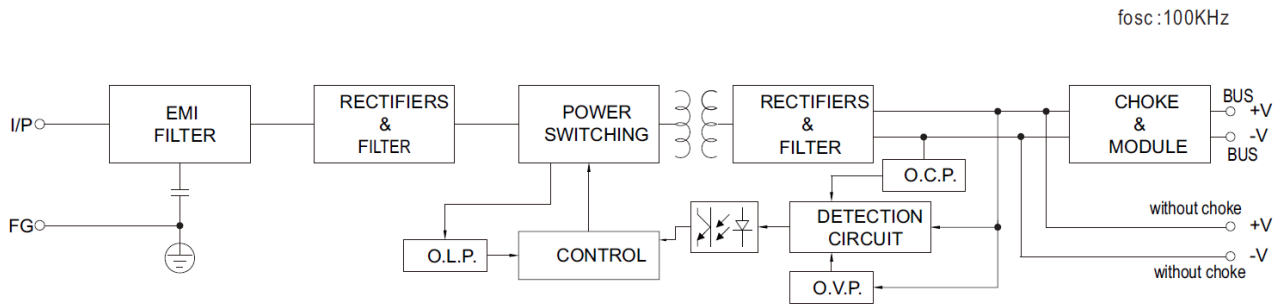 fosc:100KHz
I/P
EMI
FILTER
RECTIFIERS
&
FILTER
POWER
SWITCHING
RECTIFIERS
&
FILTER
CHOKE
&
MODULE
BUS
+V
-V
BUS
O.C.P.
FG
DETECTION
CIRCUIT
without choke
+V
-V
without choke
O.L.P.
CONTROL
O.V.P.